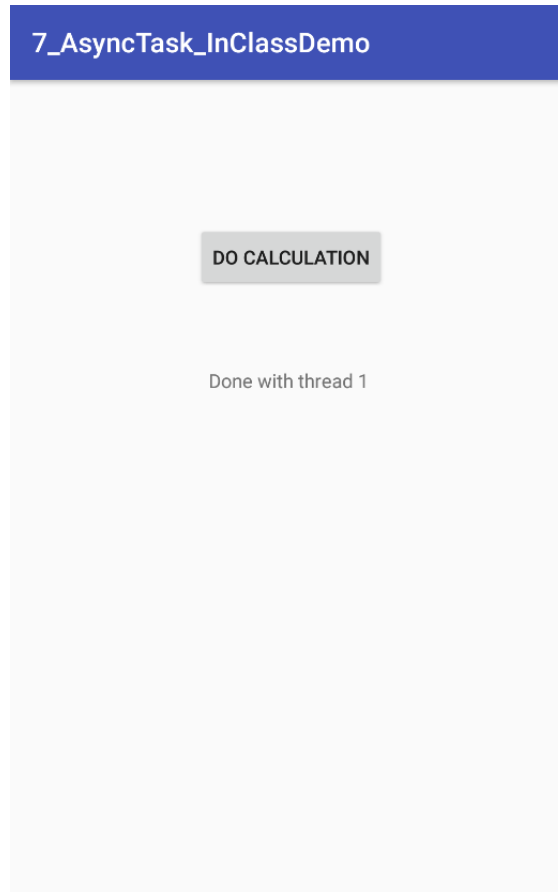 7_AsyncTask_InClassDemo
DO CALCULATION
Done with thread 1